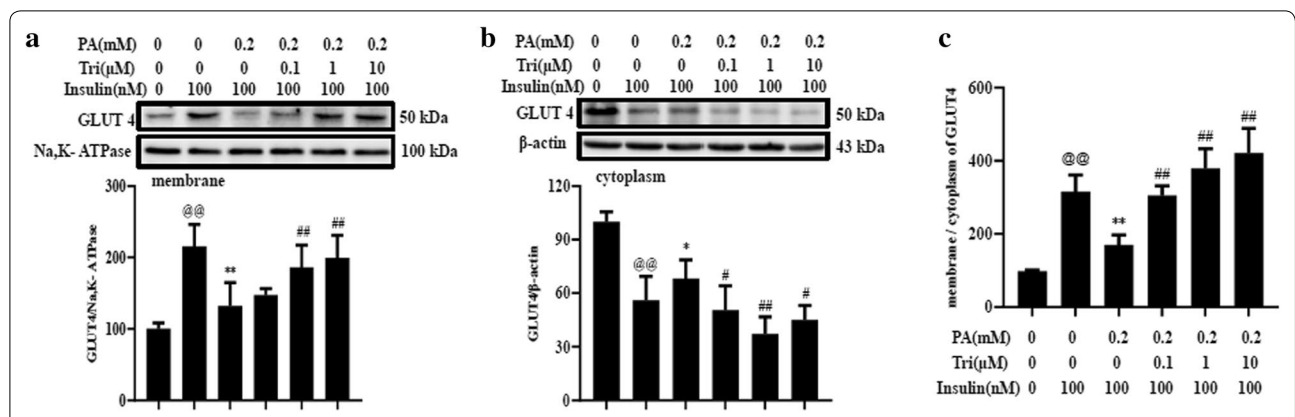 a
PA(mM) 0 0 0.2 0.2 0.2 0.2
Tri(μM) 0 0 0 0.1 1 10
Insulin(nM) 0 100 100 100 100 100
GLUT 4 50 kDa
Na,K- ATPase 100 kDa
membrane
GLUT4/Na,K- ATPase
300
200
100
0
@@
**
##
##
b
PA(mM) 0 0 0.2 0.2 0.2 0.2
Tri(μM) 0 0 0 0.1 1 10
Insulin(nM) 0 100 100 100 100 100
GLUT 4 50 kDa
β-actin 43 kDa
cytoplasm
GLUT4/β-actin
120
90
60
30
0
@@
*
#
##
#
c
membrane / cytoplasm of GLUT4
600
400
200
0
@@
**
##
##
##
PA(mM) 0 0 0.2 0.2 0.2 0.2
Tri(μM) 0 0 0 0.1 1 10
Insulin(nM) 0 100 100 100 100 100